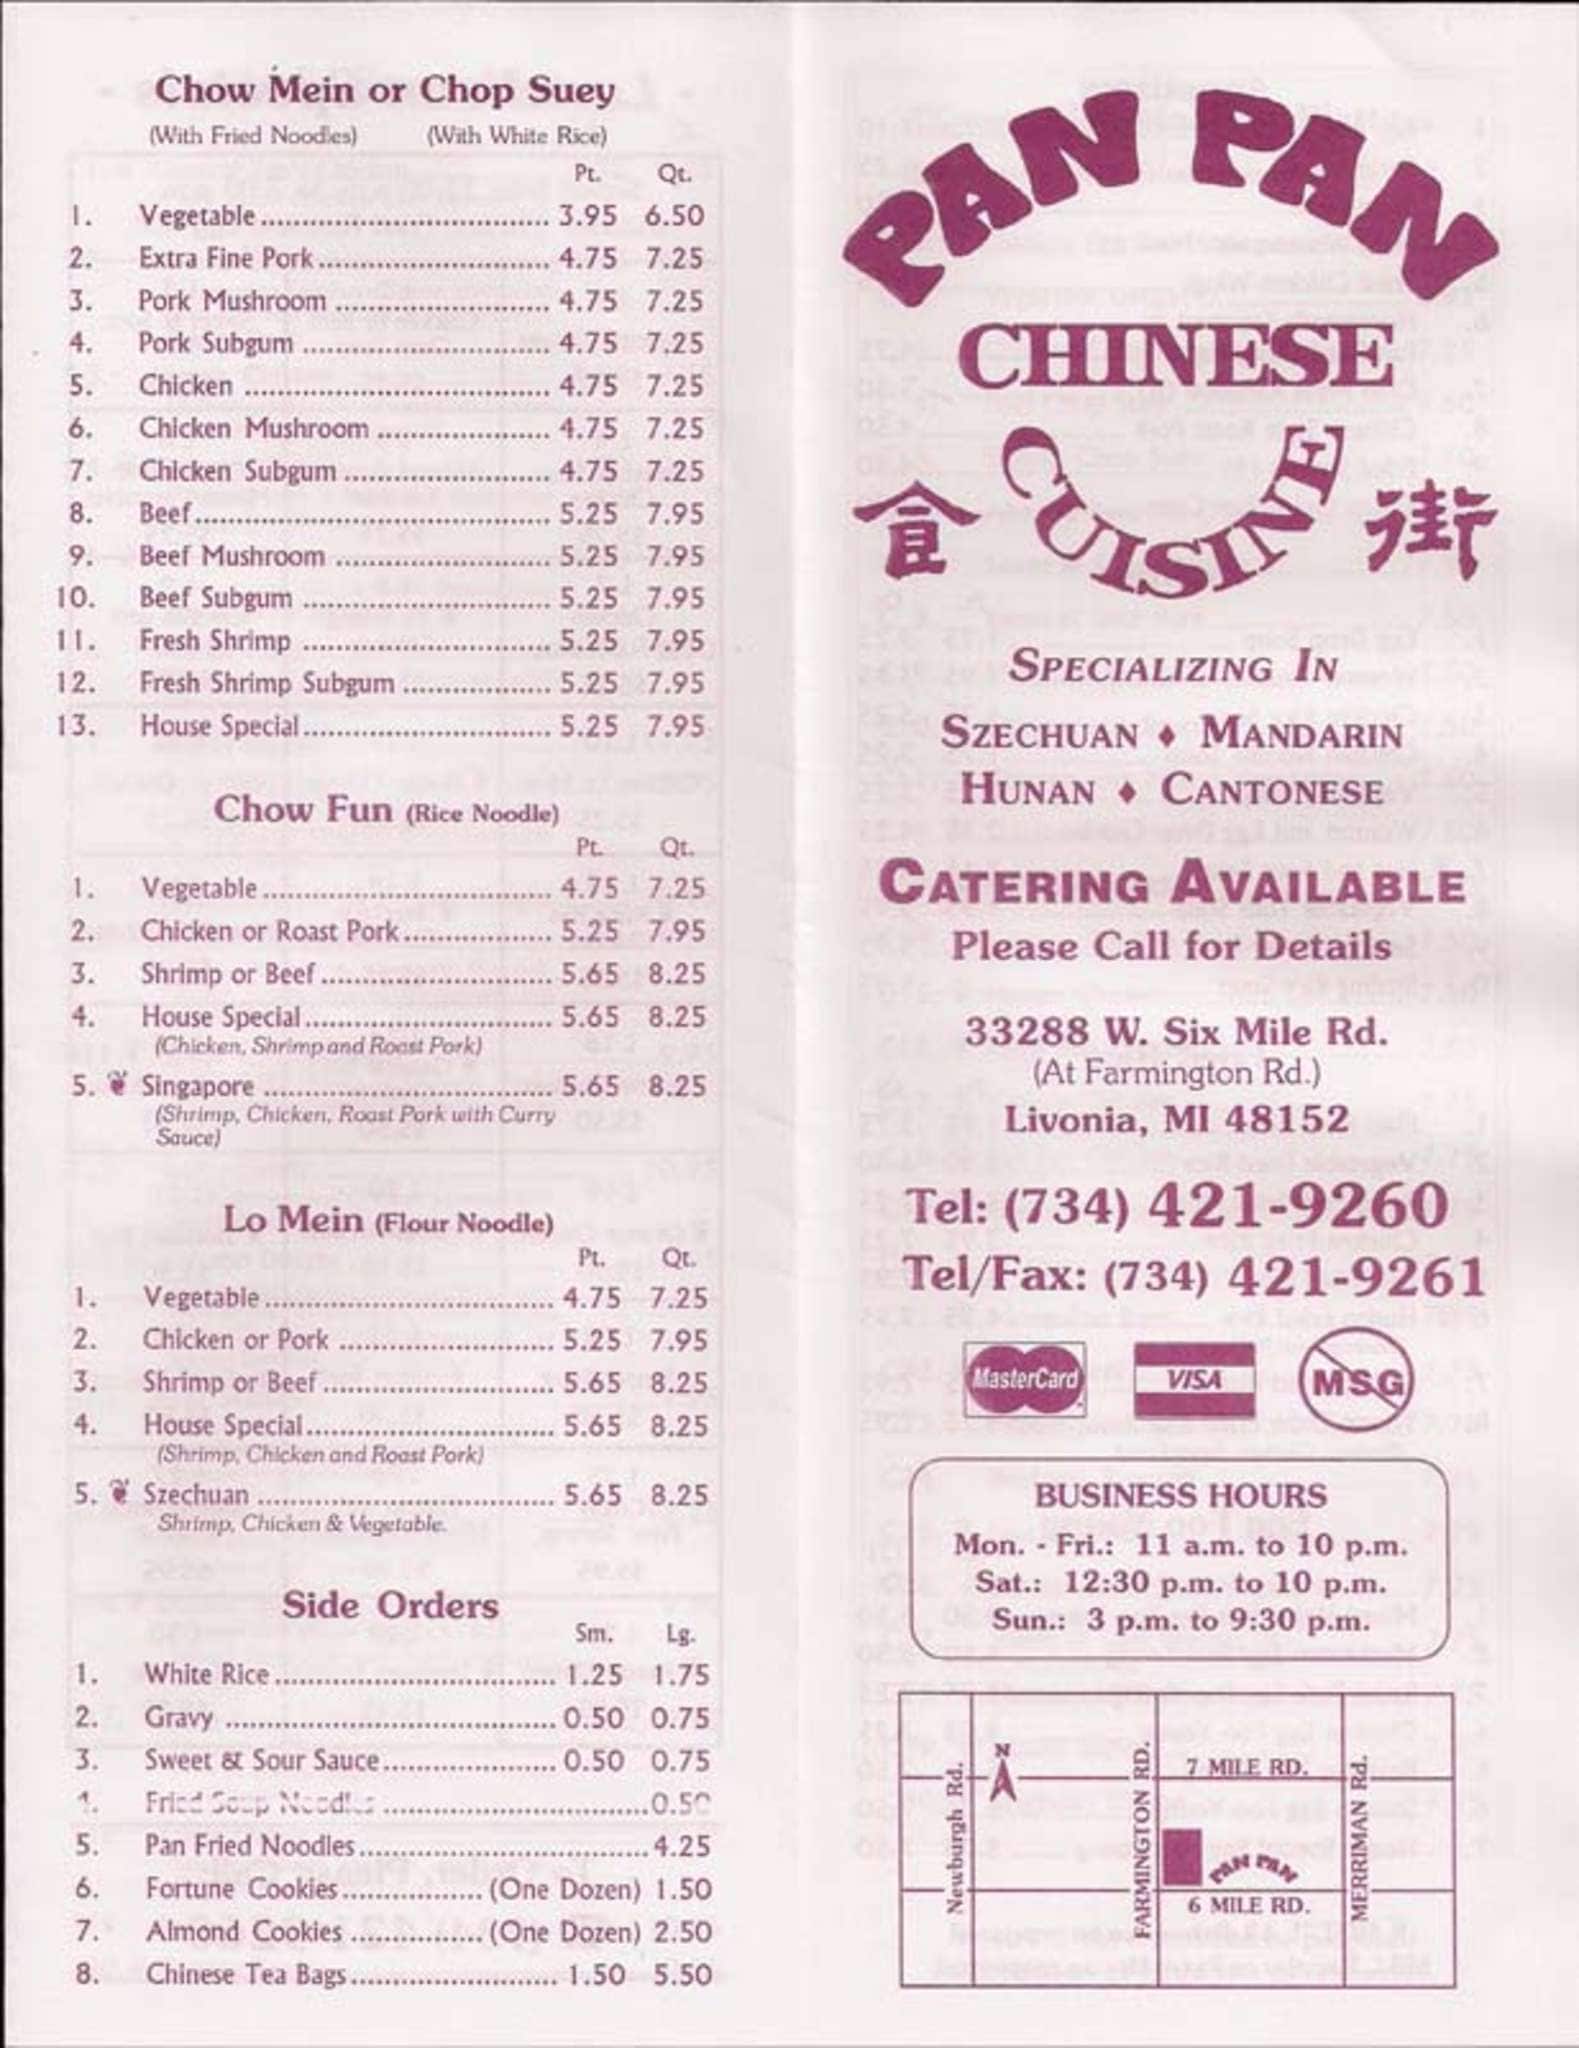 Chow Mein or Chop Suey
(With Fried Noodles) (With White Rice)
Pt. Qt.
1. Vegetable 3.95 6.50
2. Extra Fine Pork 4.75 7.25
3. Pork Mushroom 4.75 7.25
4. Pork Subgum 4.75 7.25
5. Chicken 4.75 7.25
6. Chicken Mushroom 4.75 7.25
7. Chicken Subgum 4.75 7.25
8. Beef 5.25 7.95
9. Beef Mushroom 5.25 7.95
10. Beef Subgum 5.25 7.95
11. Fresh Shrimp 5.25 7.95
12. Fresh Shrimp Subgum 5.25 7.95
13. House Special 5.25 7.95
Chow Fun (Rice Noodle)
Pt. Qt.
1. Vegetable 4.75 7.25
2. Chicken or Roast Pork 5.25 7.95
3. Shrimp or Beef 5.65 8.25
4. House Special 5.65 8.25
(Chicken, Shrimp and Roast Pork)
5. Singapore 5.65 8.25
(Shrimp, Chicken, Roast Pork with Curry
Sauce)
Lo Mein (Flour Noodle)
Pt. Qt.
1. Vegetable 4.75 7.25
2. Chicken or Pork 5.25 7.95
3. Shrimp or Beef 5.65 8.25
4. House Special 5.65 8.25
(Shrimp, Chicken and Roast Pork)
5. Szechuan 5.65 8.25
Shrimp, Chicken & Vegetable.
Side Orders
Sm. Lg.
1. White Rice 1.25 1.75
2. Gravy 0.50 0.75
3. Sweet & Sour Sauce 0.50 0.75
4. Fried Soup Noodles 0.50
5. Pan Fried Noodles 4.25
6. Fortune Cookies (One Dozen) 1.50
7. Almond Cookies (One Dozen) 2.50
8. Chinese Tea Bags 1.50 5.50
PAN PAN
CHINESE
CUISINE
食 街
SPECIALIZING IN
SZECHUAN ♦ MANDARIN
HUNAN ♦ CANTONESE
CATERING AVAILABLE
Please Call for Details
33288 W. Six Mile Rd.
(At Farmington Rd.)
Livonia, MI 48152
Tel: (734) 421-9260
Tel/Fax: (734) 421-9261
MasterCard VISA MSG
BUSINESS HOURS
Mon. - Fri.: 11 a.m. to 10 p.m.
Sat.: 12:30 p.m. to 10 p.m.
Sun.: 3 p.m. to 9:30 p.m.
N
Newburgh Rd.
FARMINGTON RD.
7 MILE RD.
MERRIMAN Rd.
PAN PAN
6 MILE RD.